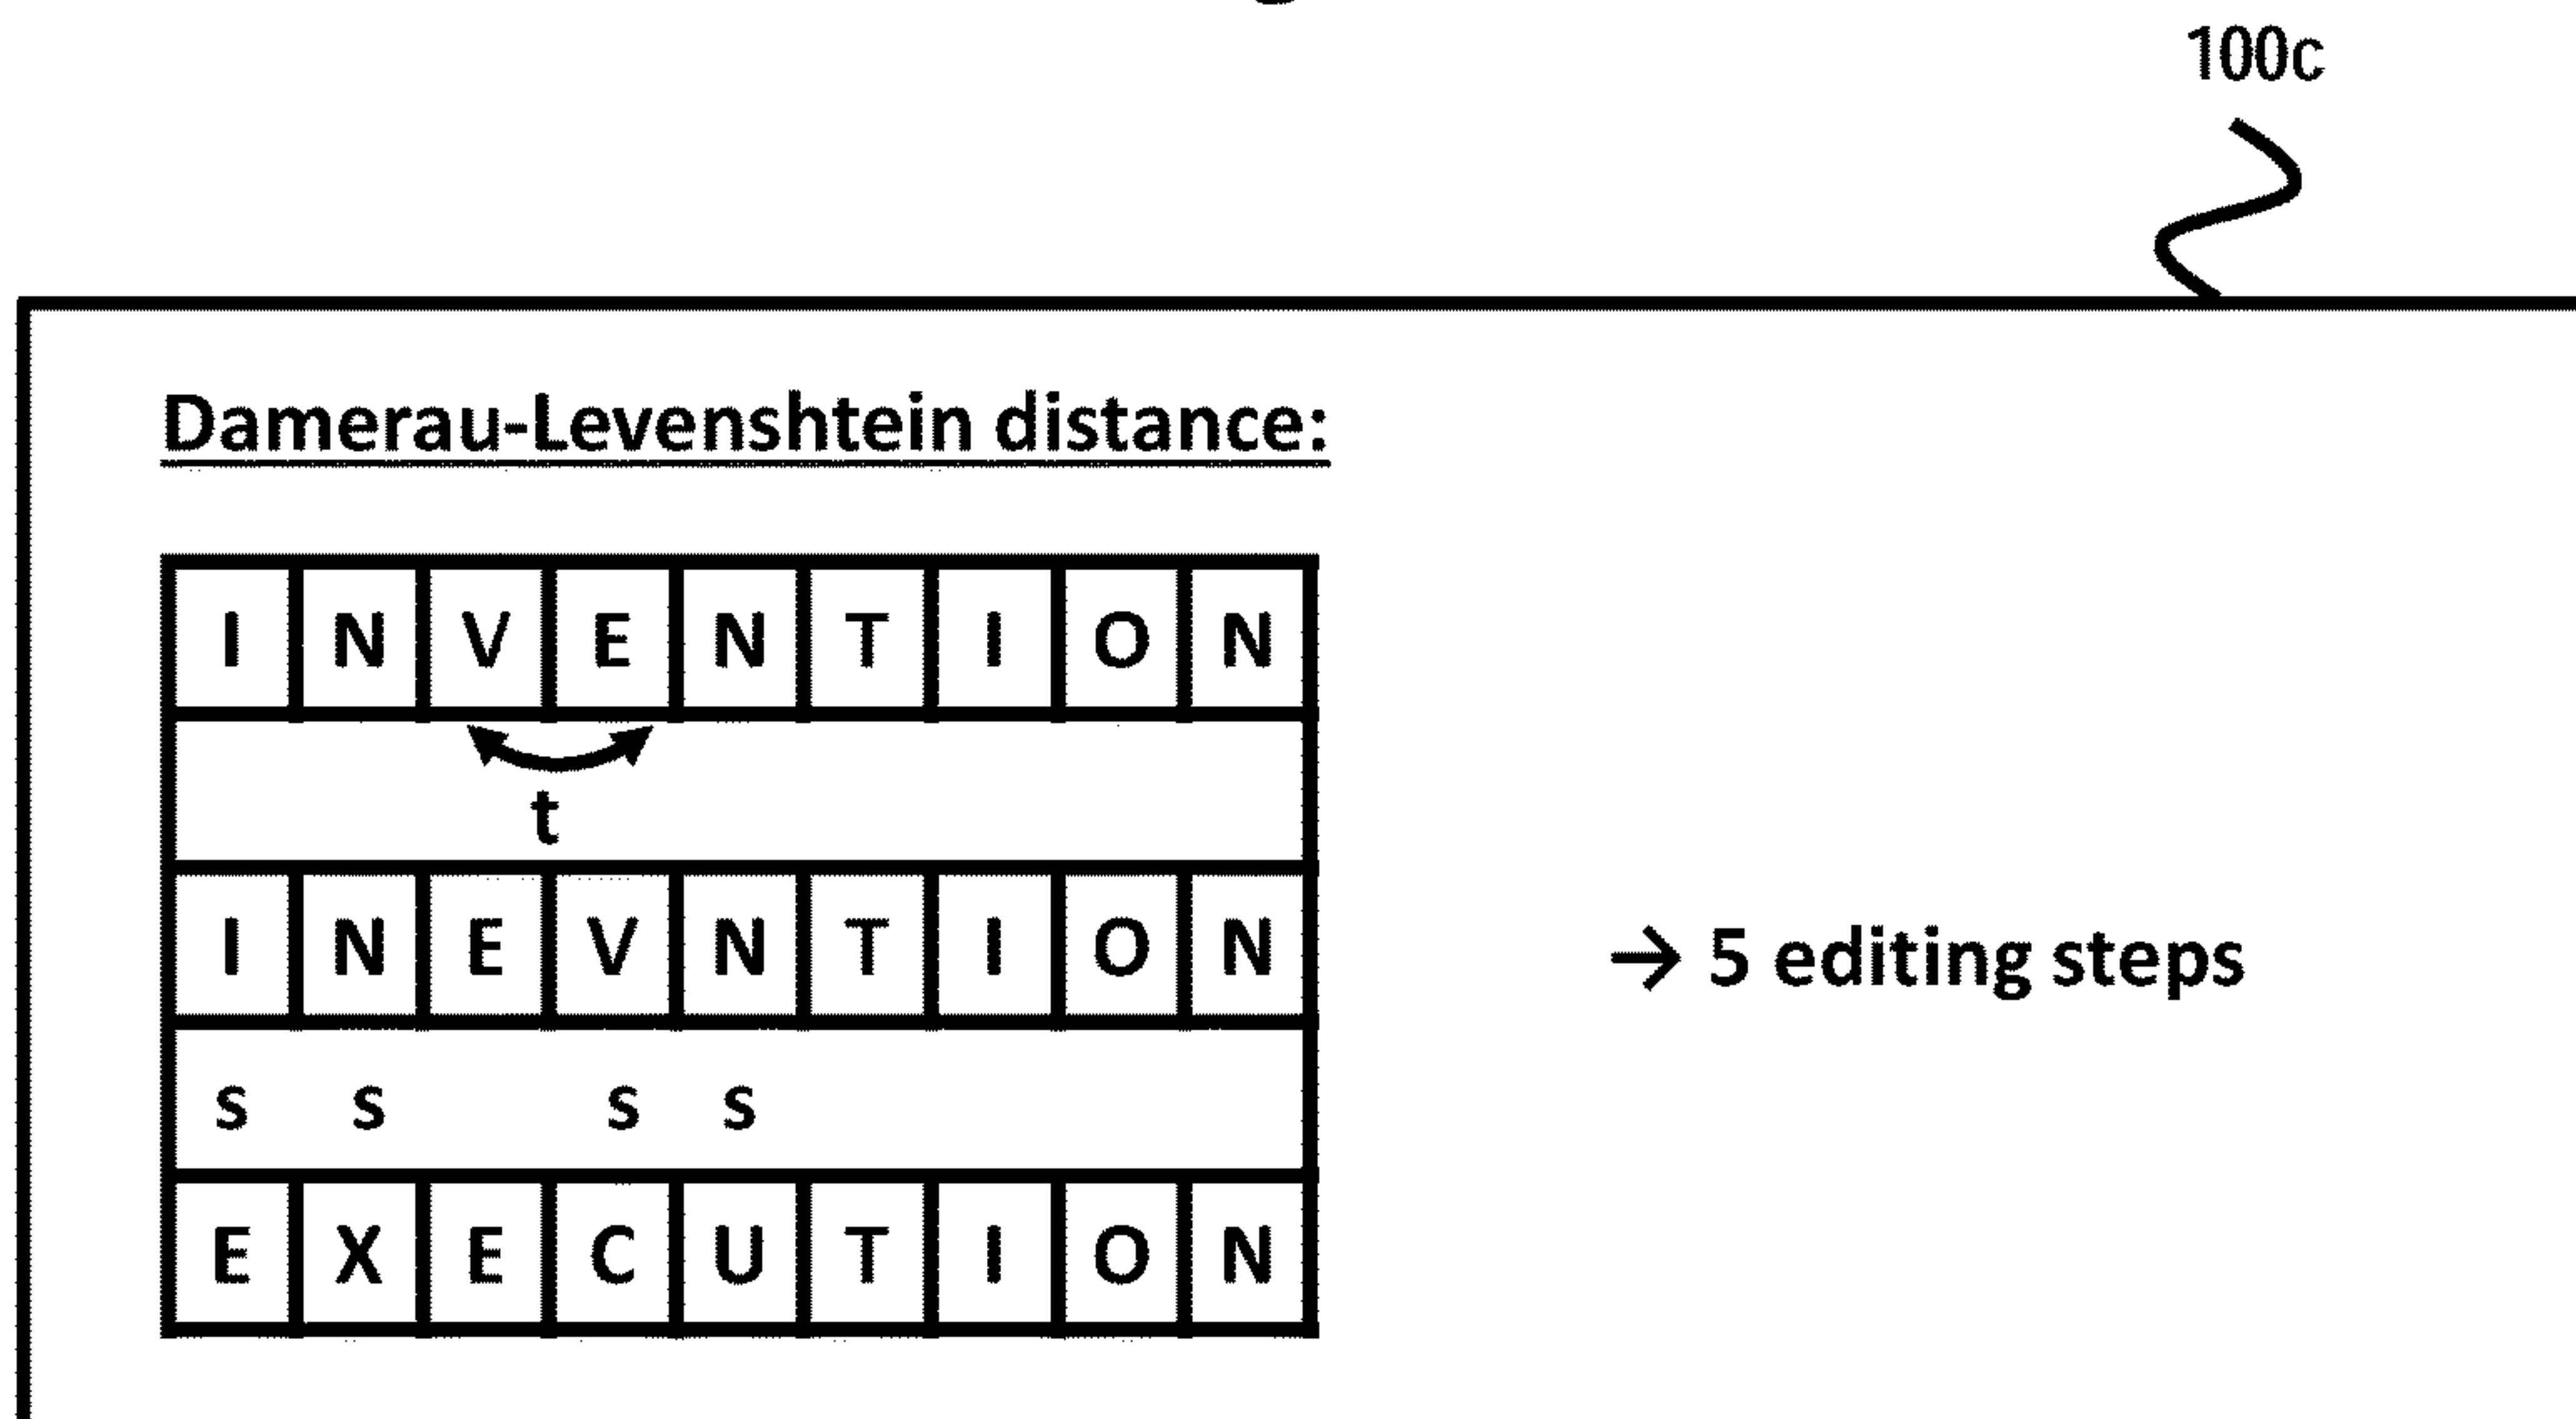 100c
Damerau-Levenshtein distance:
I N V E N T I O N
t
I N E V N T I O N
→ 5 editing steps
s s s s
E X E C U T I O N